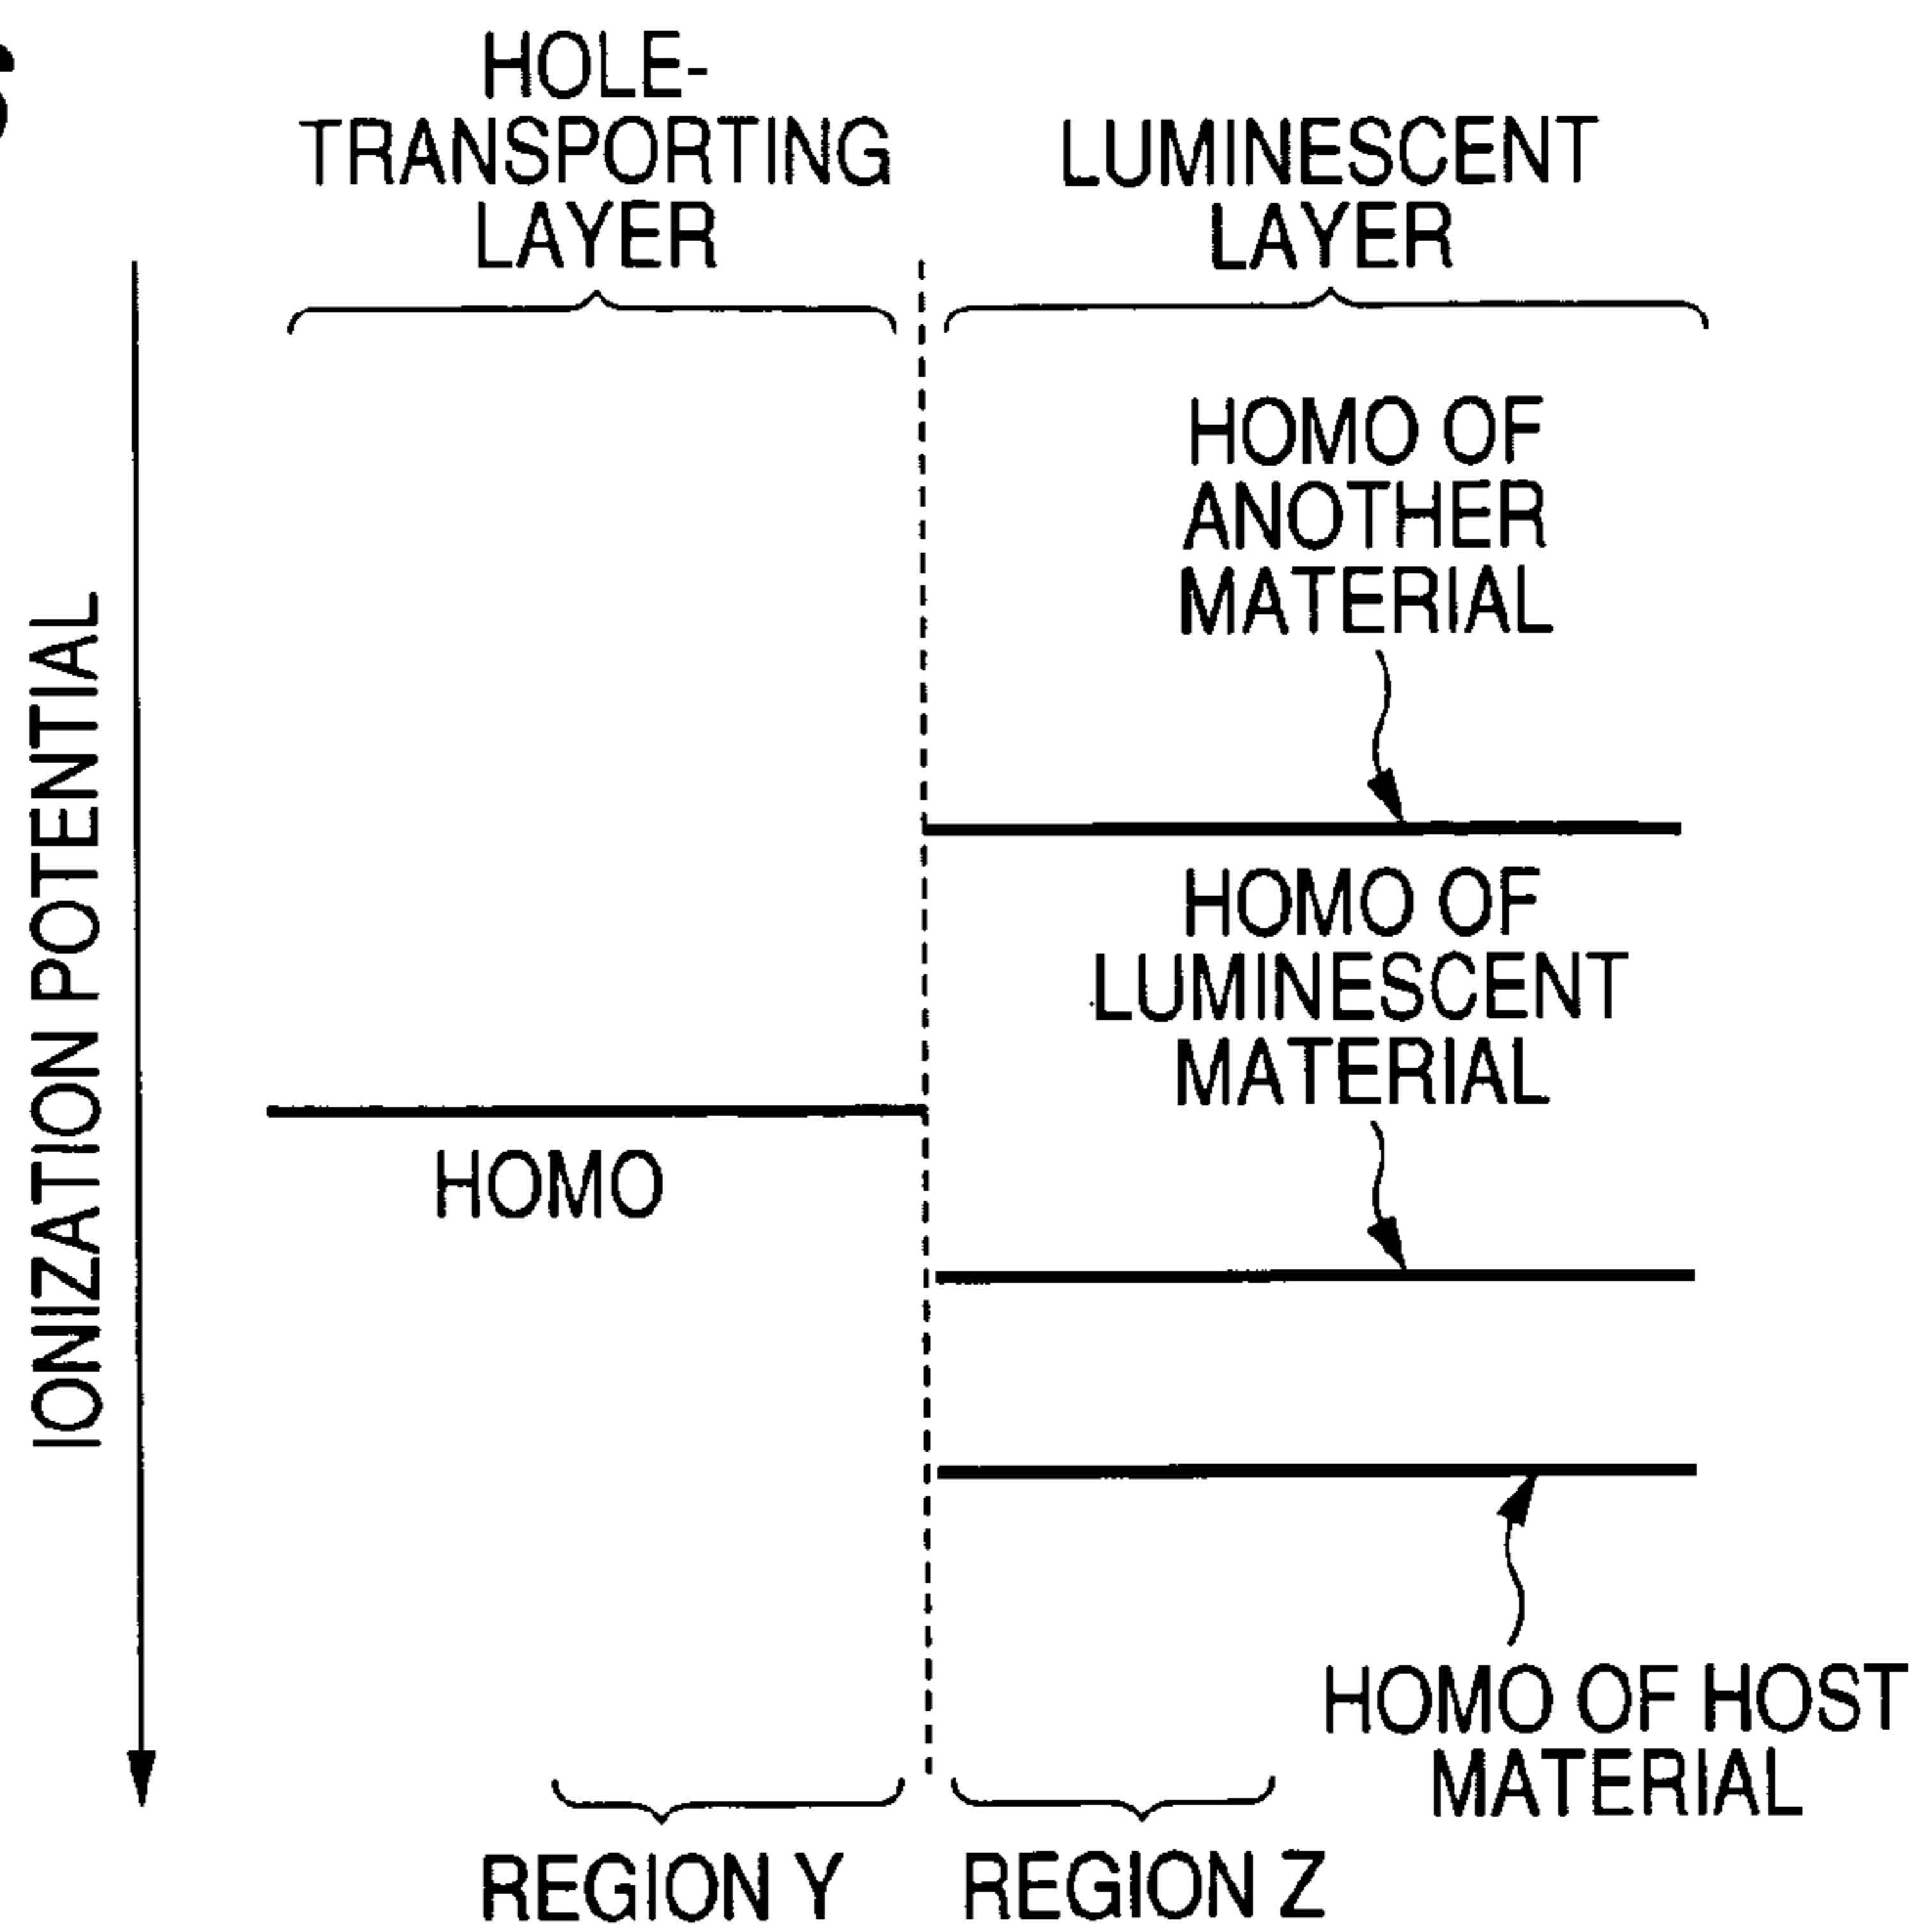 HOLE-
TRANSPORTING
LAYER
LUMINESCENT
LAYER
IONIZATION POTENTIAL
HOMO OF
ANOTHER
MATERIAL
HOMO OF
LUMINESCENT
MATERIAL
HOMO
HOMO OF HOST
MATERIAL
REGION Y
REGION Z